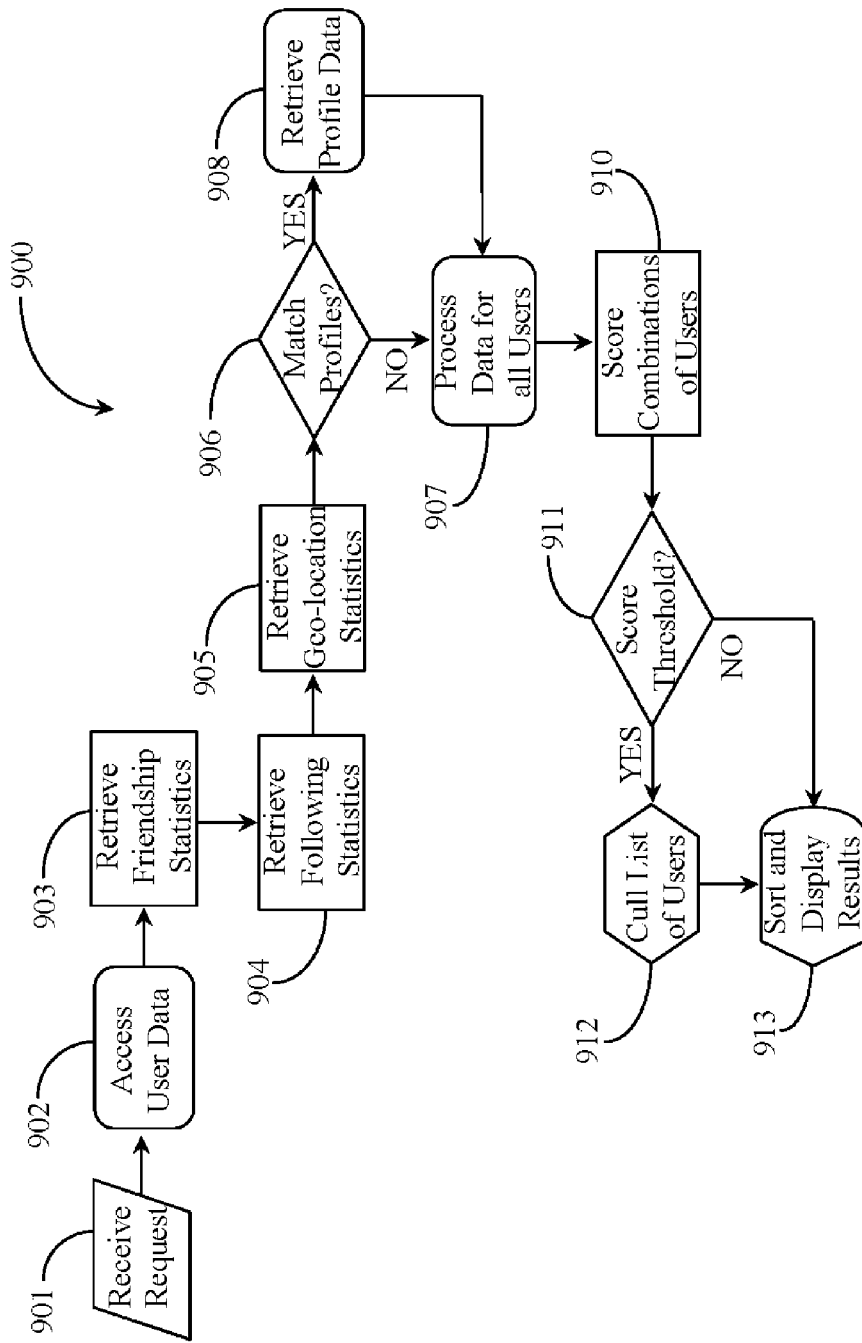 900
901
Receive
Request
902
Access
User Data
903
Retrieve
Friendship
Statistics
904
Retrieve
Following
Statistics
905
Retrieve
Geo-location
Statistics
906
Match
Profiles?
YES
NO
908
Retrieve
Profile Data
907
Process
Data for
all Users
910
Score
Combinations
of Users
911
Score
Threshold?
YES
NO
912
Cull List
of Users
913
Sort and
Display
Results